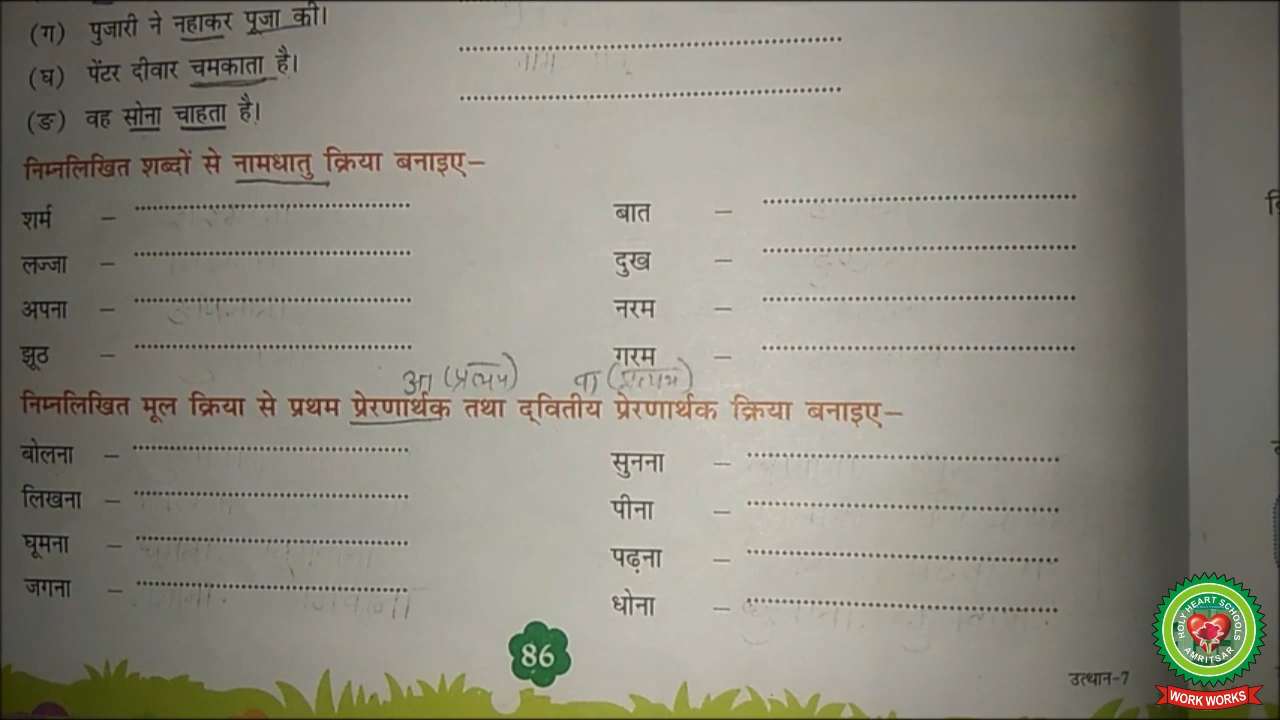 (ग) पुजारी ने नहाकर पूजा की।
(घ) पेंटर दीवार चमकाता है।
(ङ) वह सोना चाहता है।
निम्नलिखित शब्दों से नामधातु क्रिया बनाइए–
शर्म – बात –
लज्जा – दुख –
अपना – नरम –
झूठ – गरम –
आ (प्रत्यय) वा (प्रत्यय)
निम्नलिखित मूल क्रिया से प्रथम प्रेरणार्थक तथा द्वितीय प्रेरणार्थक क्रिया बनाइए–
बोलना – सुनना –
लिखना – पीना –
घूमना – पढ़ना –
जगना – धोना –
86
उत्थान-7
HOLY HEART SCHOOLS
AMRITSAR
WORK WORKS